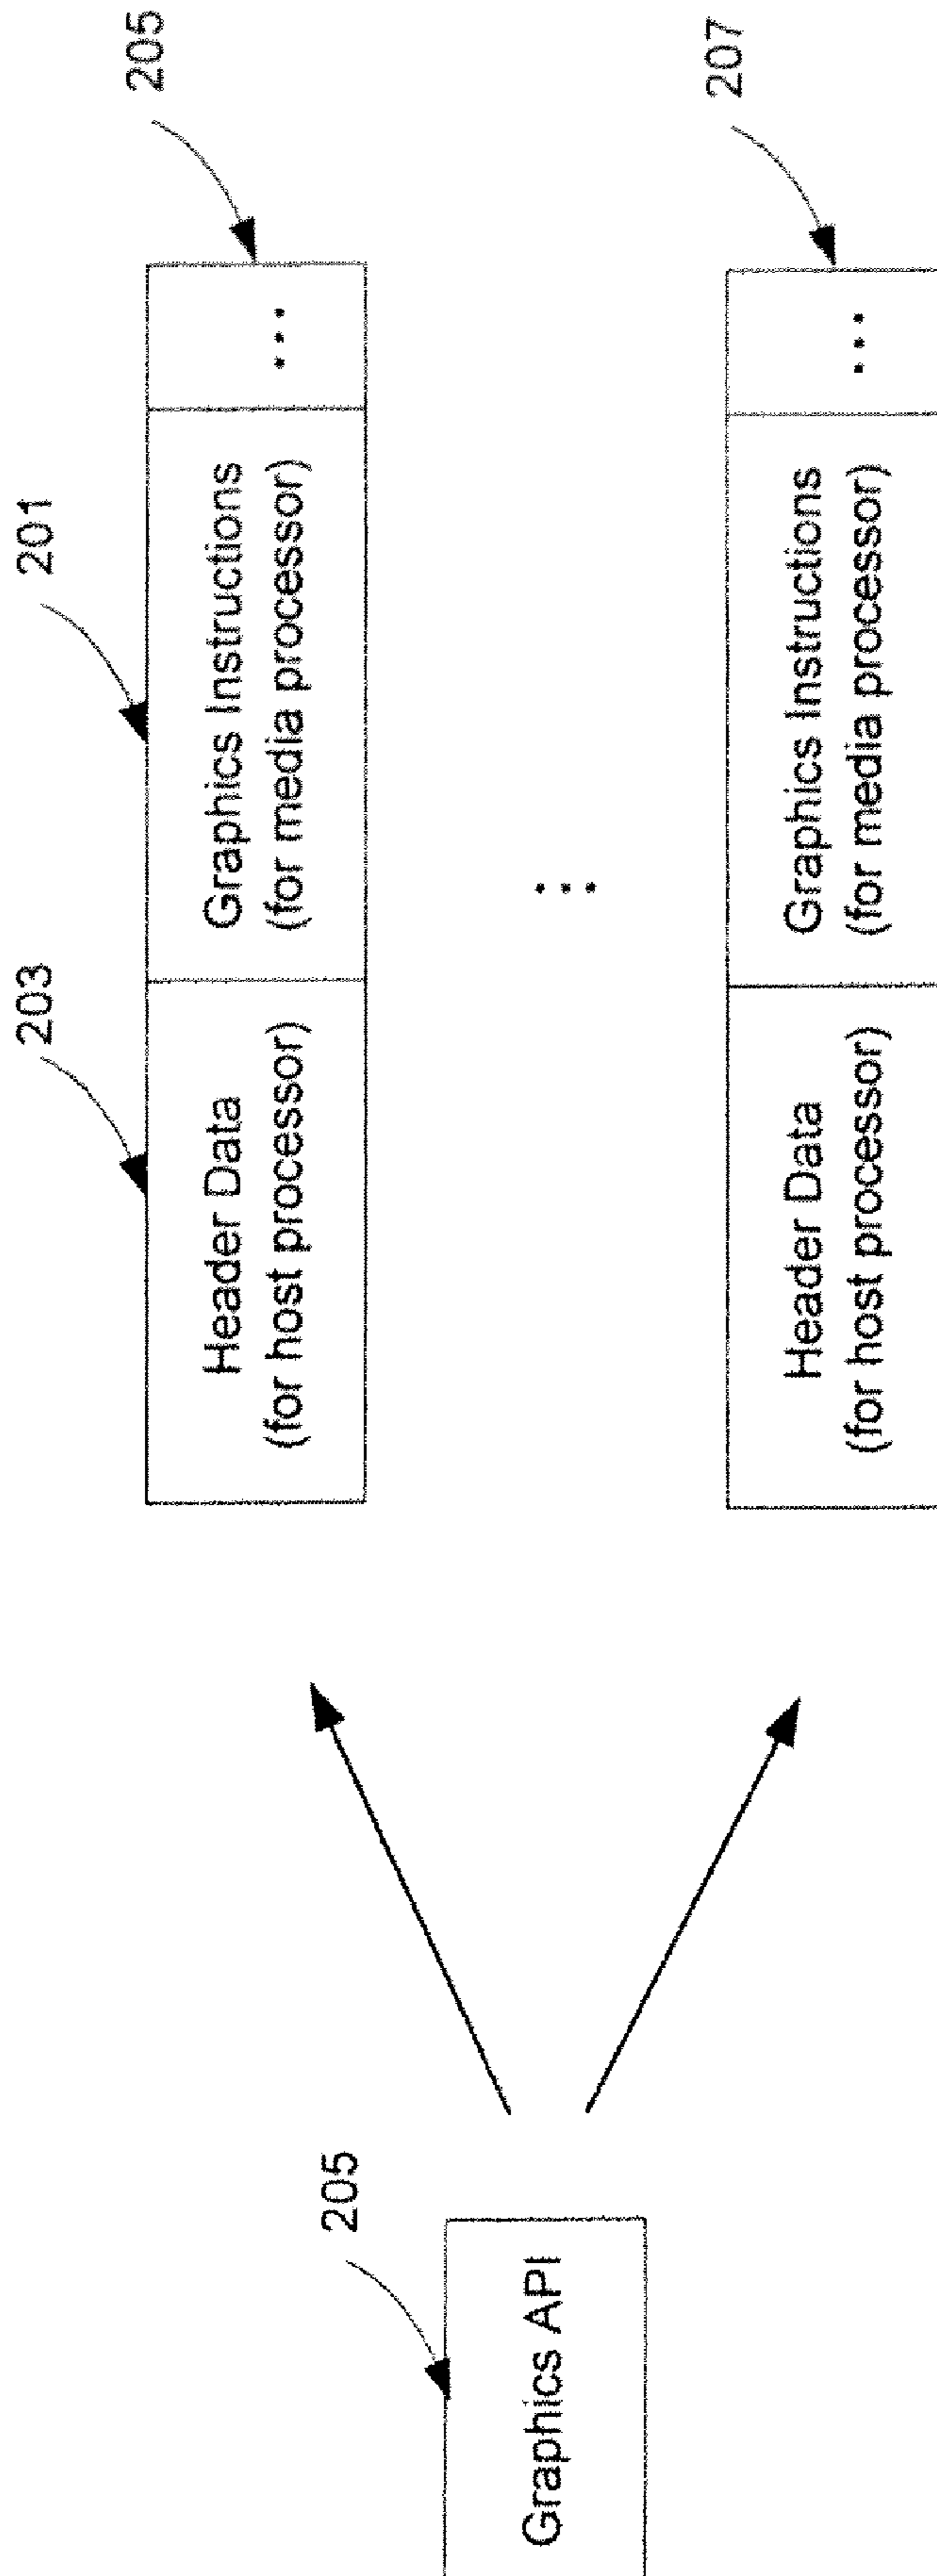 205
Graphics API
203
201
205
Header Data
(for host processor)
Graphics Instructions
(for media processor)
...
...
207
Header Data
(for host processor)
Graphics Instructions
(for media processor)
...